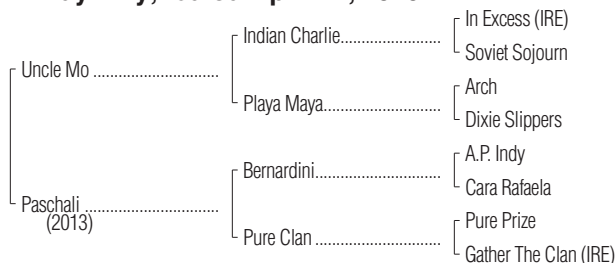 In Excess (IRE)
Indian Charlie
Soviet Sojourn
Uncle Mo
Arch
Playa Maya
Dixie Slippers
A.P. Indy
Bernardini
Cara Rafaela
Paschali
(2013)
Pure Prize
Pure Clan
Gather The Clan (IRE)